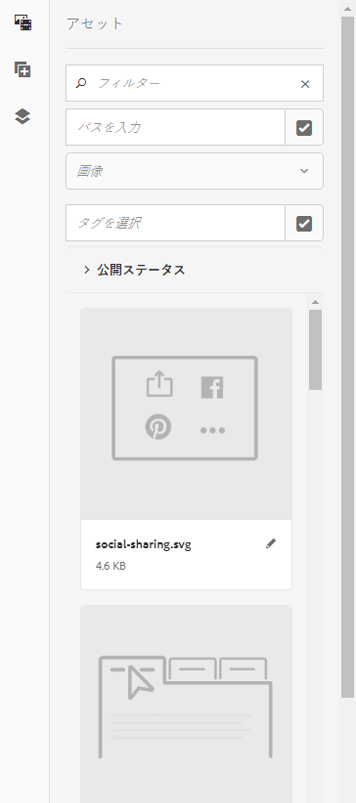 アセット
フィルター
パスを入力
画像
タグを選択
公開ステータス
social-sharing.svg
4.6 KB